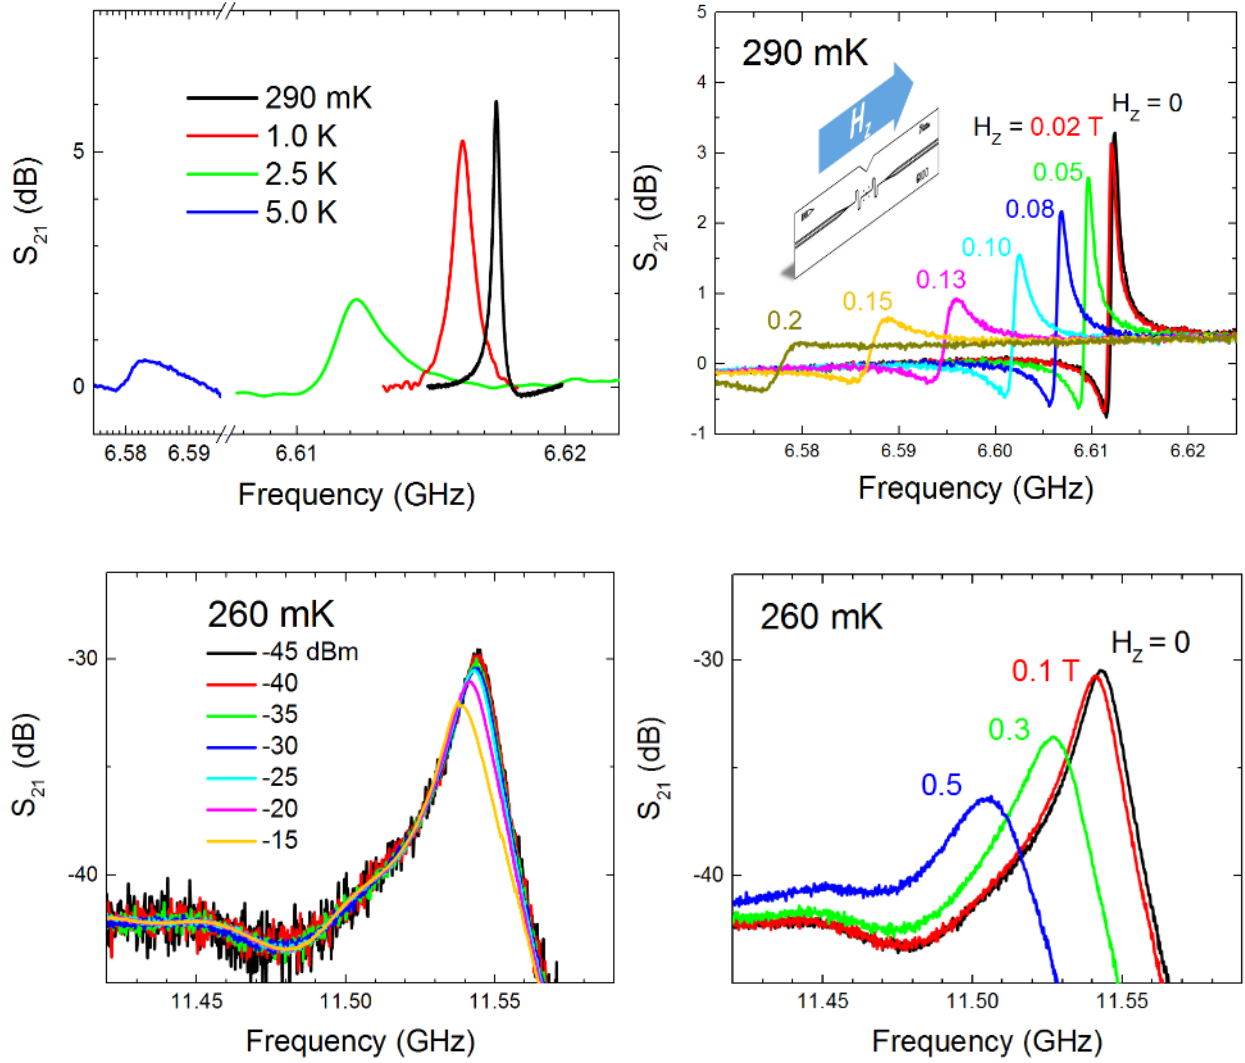 290 mK
1.0 K
2.5 K
5.0 K
5
0
S21 (dB)
6.58 6.59 6.61 6.62
Frequency (GHz)
290 mK
Hz
Hz = 0
Hz = 0.02 T
0.05
0.08
0.10
0.13
0.15
0.2
5
4
3
2
1
0
-1
S21 (dB)
6.58 6.59 6.60 6.61 6.62
Frequency (GHz)
260 mK
-45 dBm
-40
-35
-30
-25
-20
-15
-30
-40
S21 (dB)
11.45 11.50 11.55
Frequency (GHz)
260 mK
Hz = 0
0.1 T
0.3
0.5
-30
-40
S21 (dB)
11.45 11.50 11.55
Frequency (GHz)